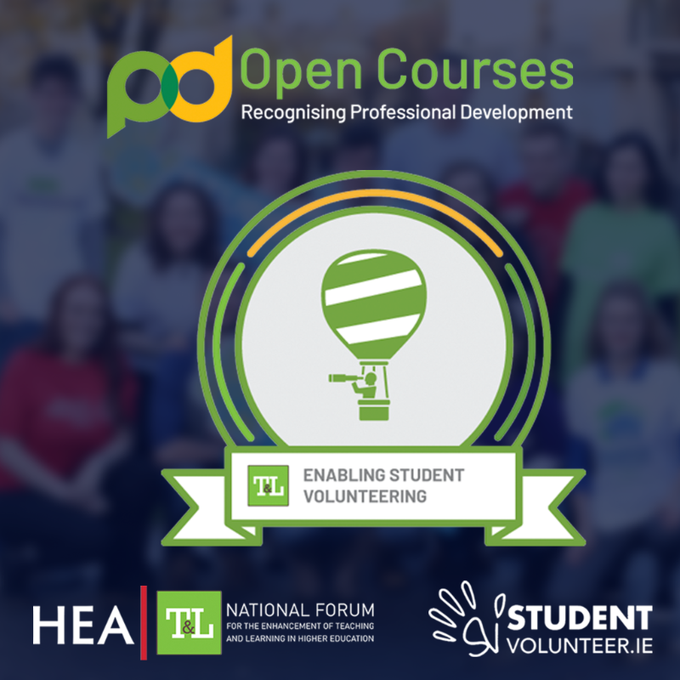 pd Open Courses
Recognising Professional Development
T&L ENABLING STUDENT
VOLUNTEERING
HEA
T&L NATIONAL FORUM
FOR THE ENHANCEMENT OF TEACHING
AND LEARNING IN HIGHER EDUCATION
STUDENT
VOLUNTEER.IE